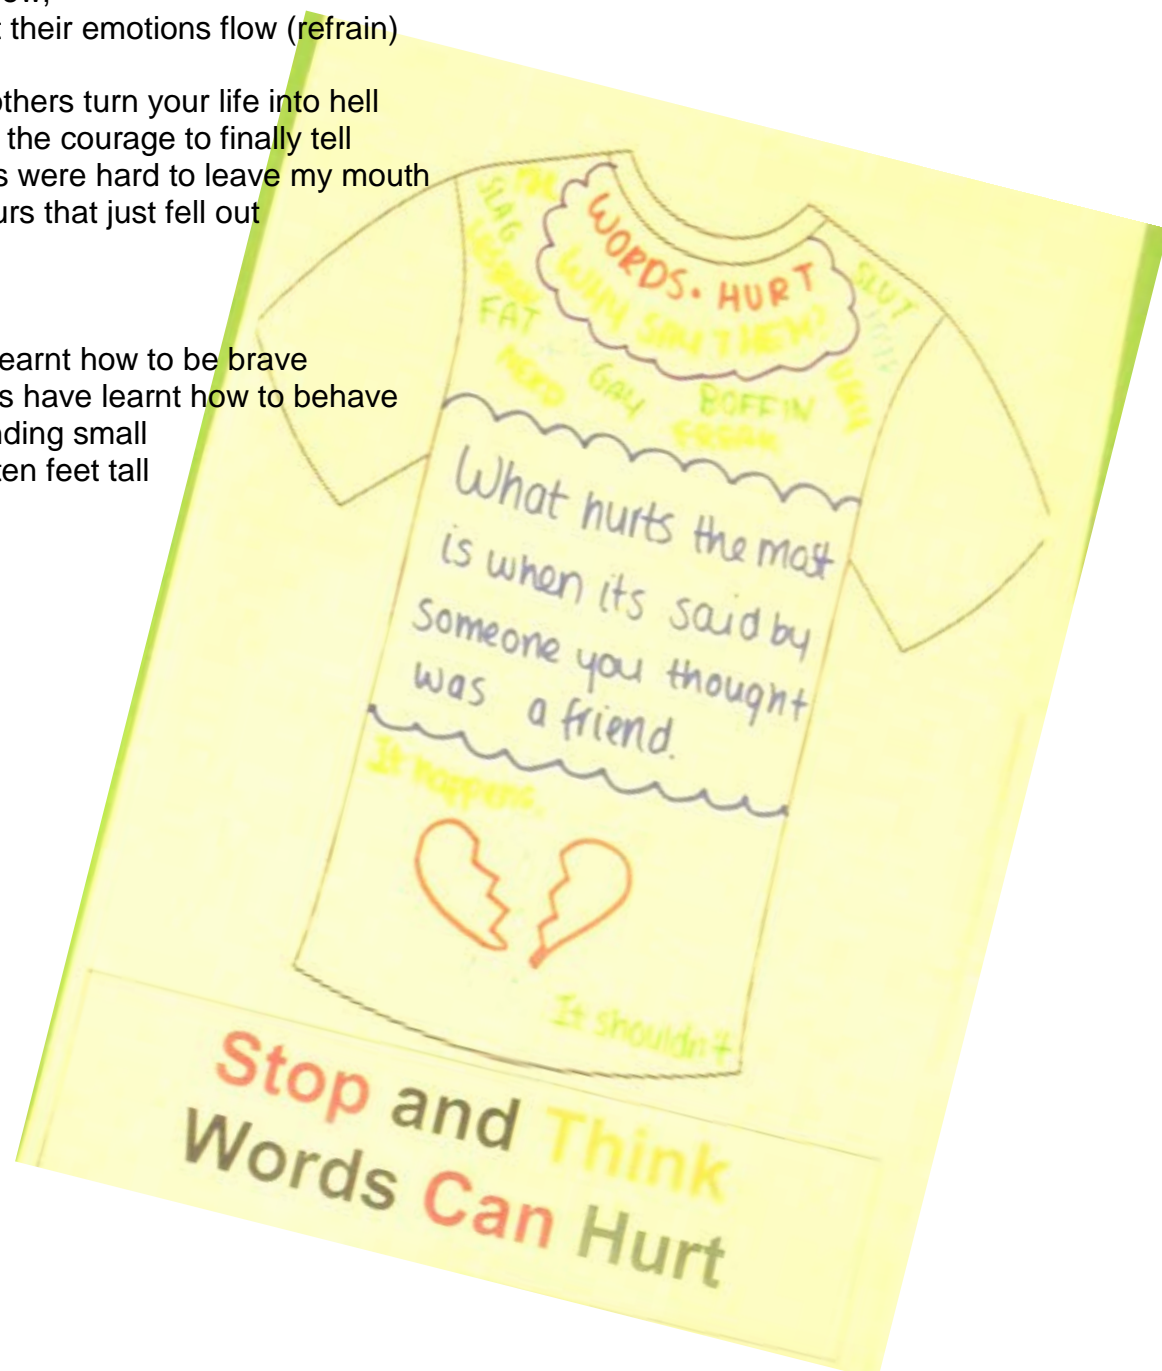 t their emotions flow (refrain)
others turn your life into hell
the courage to finally tell
s were hard to leave my mouth
urs that just fell out
earnt how to be brave
s have learnt how to behave
nding small
ten feet tall
WORDS. HURT
WHY SAY THEM?
SLAG
FAT
NERD
GAY
BOFFIN
FREAK
SLUT
UGLY
What hurts the most
is when its said by
someone you thought
was a friend.
It happens.
It shouldn't
Stop and Think
Words Can Hurt